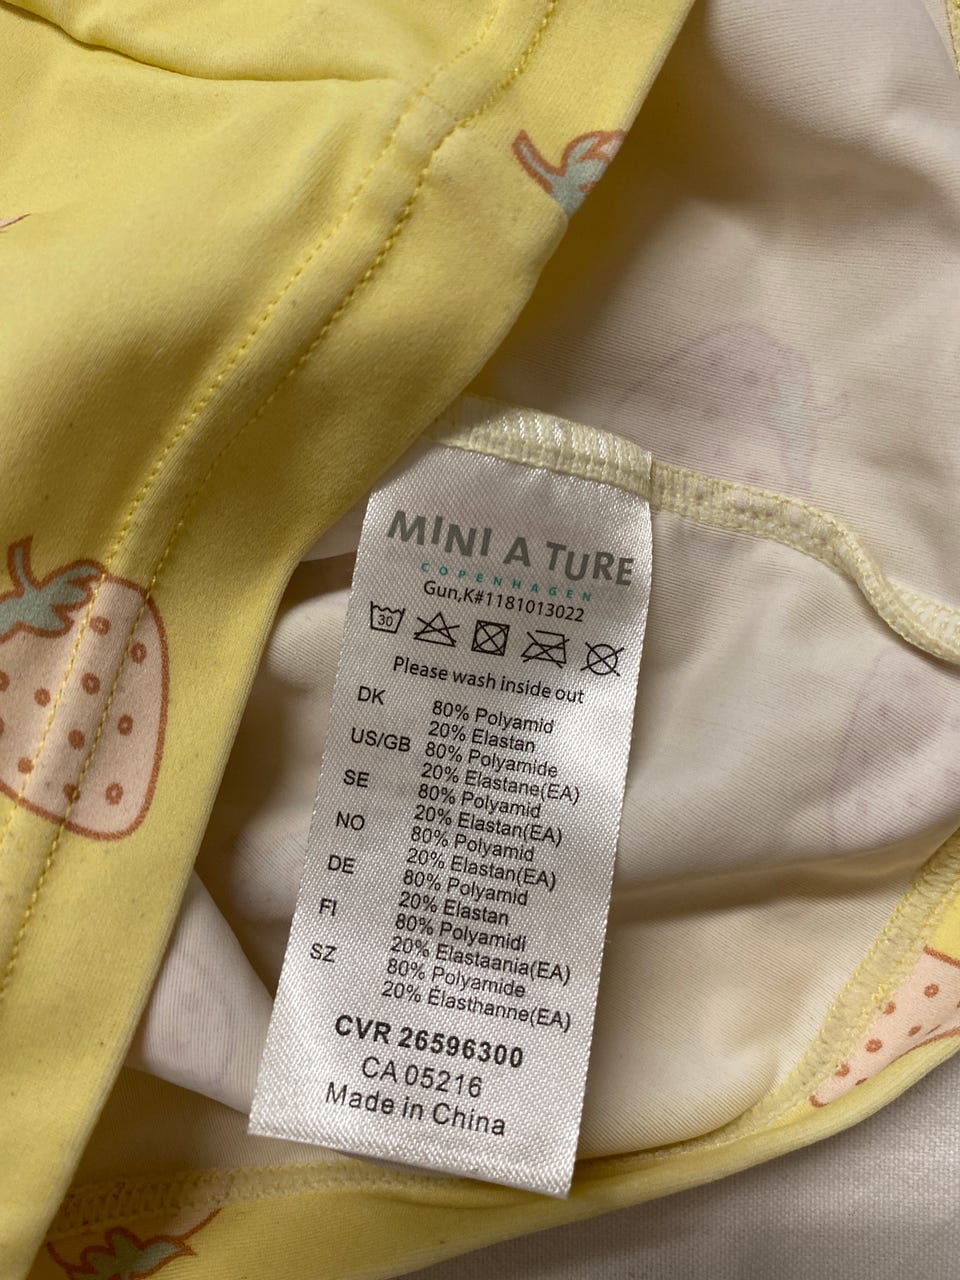 MINI A TURE
COPENHAGEN
Gun,K#1181013022
30
Please wash inside out
DK 80% Polyamid
20% Elastan
US/GB 80% Polyamide
20% Elastane(EA)
SE 80% Polyamid
20% Elastan(EA)
NO 80% Polyamid
20% Elastan(EA)
DE 80% Polyamid
20% Elastan
FI 80% Polyamidi
20% Elastaania(EA)
SZ 80% Polyamide
20% Élasthanne(EA)
CVR 26596300
CA 05216
Made in China